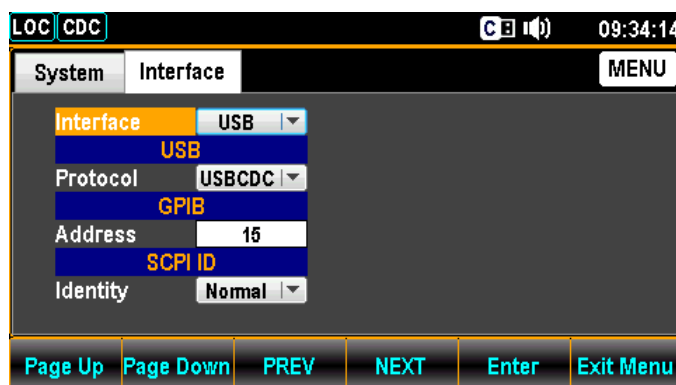 LOC CDC C 09:34:14
System Interface MENU
Interface USB
USB
Protocol USBCDC
GPIB
Address 15
SCPI ID
Identity Normal
Page Up Page Down PREV NEXT Enter Exit Menu